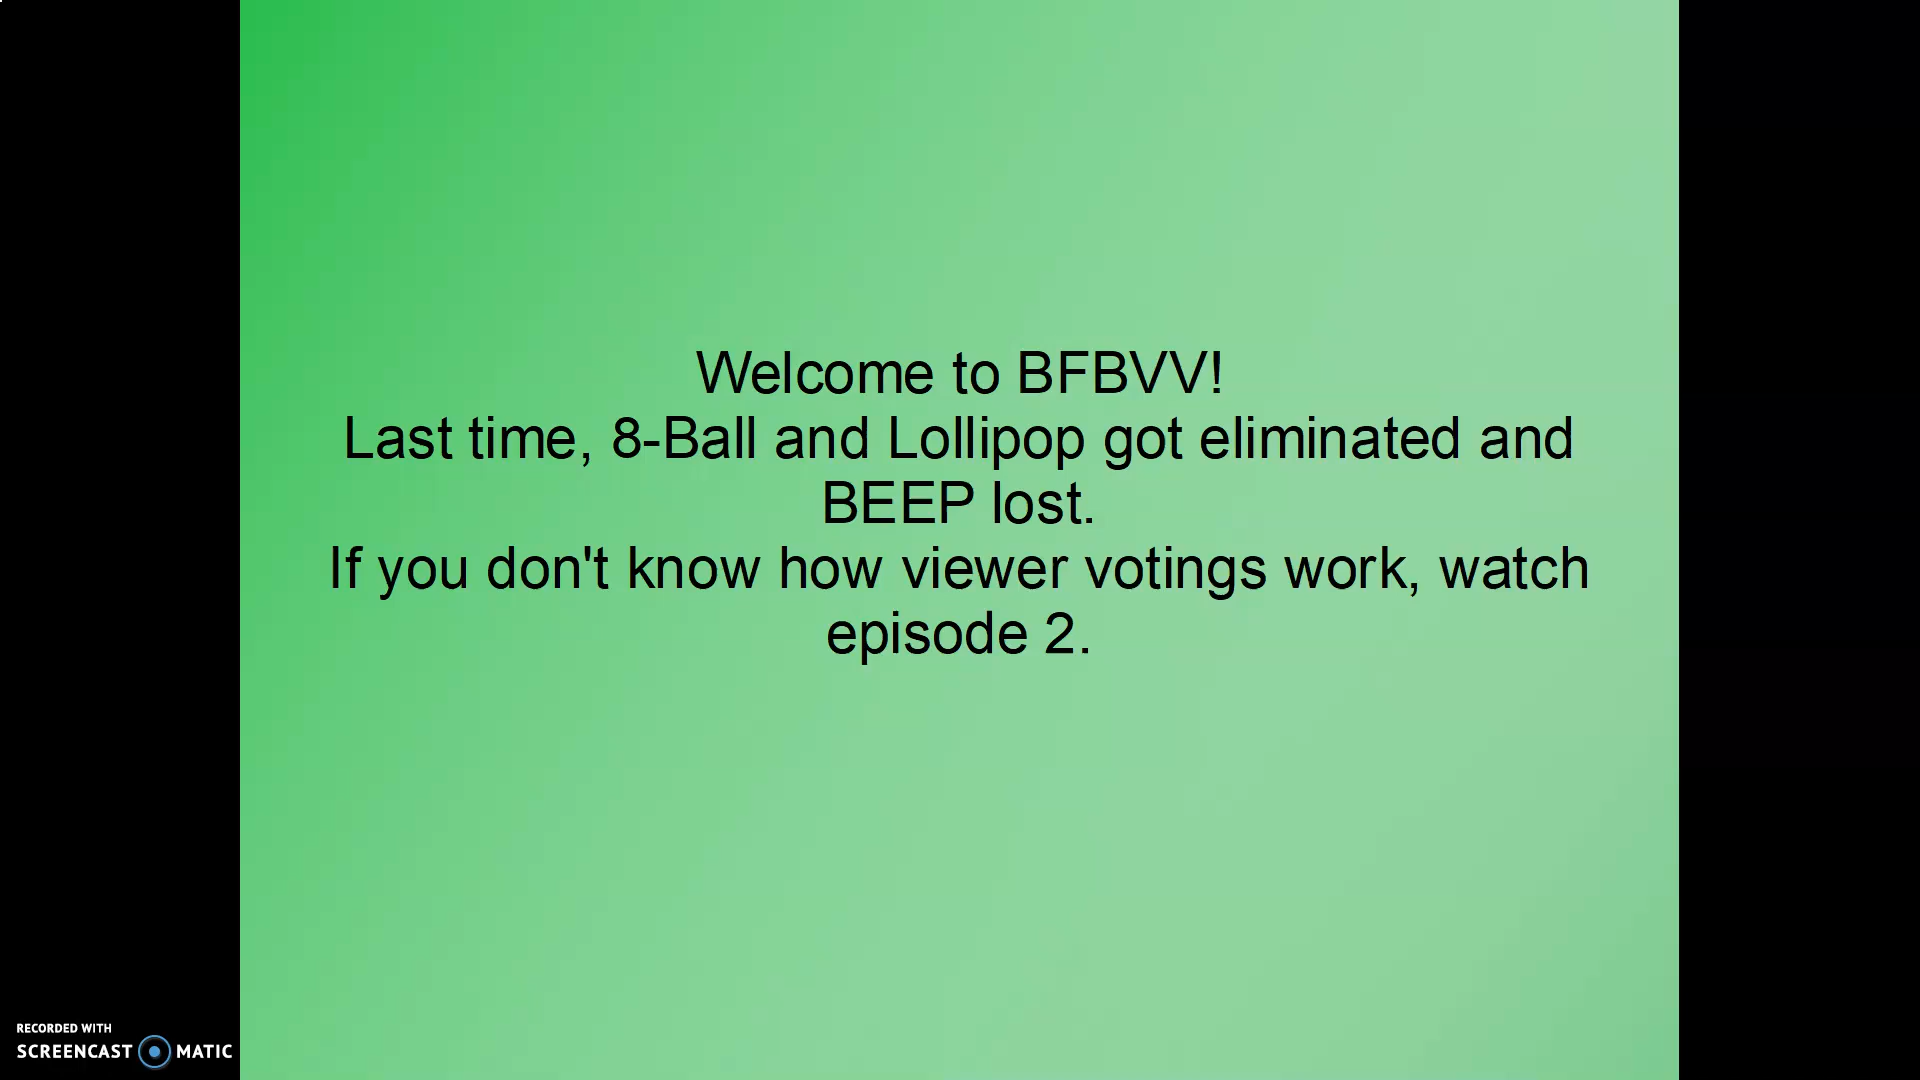 Welcome to BFBVV!
Last time, 8-Ball and Lollipop got eliminated and
BEEP lost.
If you don't know how viewer votings work, watch
episode 2.
RECORDED WITH
SCREENCAST MATIC